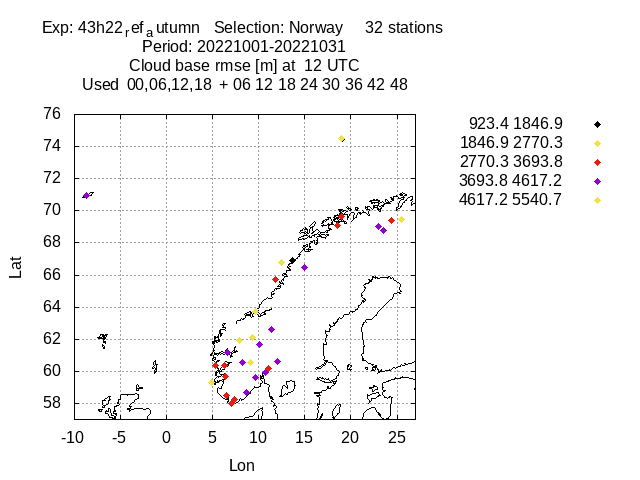 Exp: 43h22ref autumn   Selection: Norway     32 stations
Period: 20221001-20221031
Cloud base rmse [m] at  12 UTC
Used  00,06,12,18  + 06 12 18 24 30 36 42 48
923.4 1846.9
1846.9 2770.3
2770.3 3693.8
3693.8 4617.2
4617.2 5540.7
76
74
72
70
68
66
64
62
60
58
Lat
-10 -5 0 5 10 15 20 25
Lon